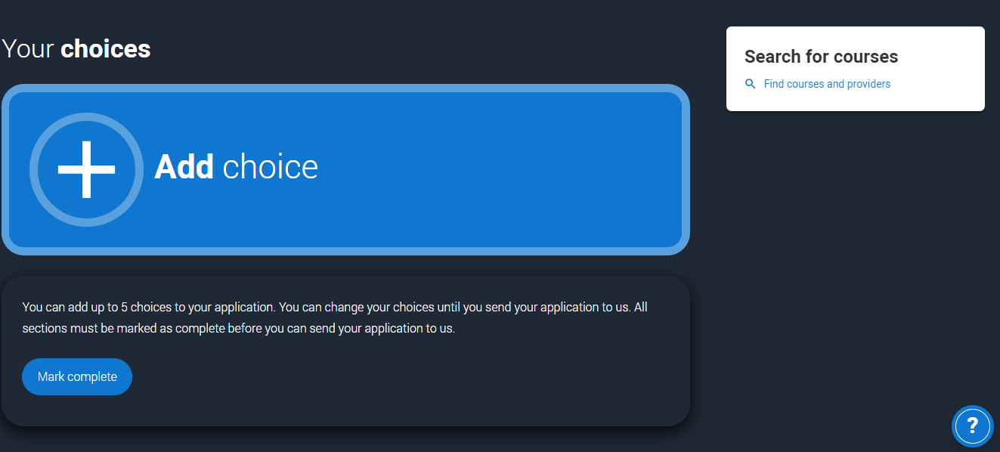 Your choices
Search for courses
Find courses and providers
Add choice
You can add up to 5 choices to your application. You can change your choices until you send your application to us. All
sections must be marked as complete before you can send your application to us.
Mark complete
?